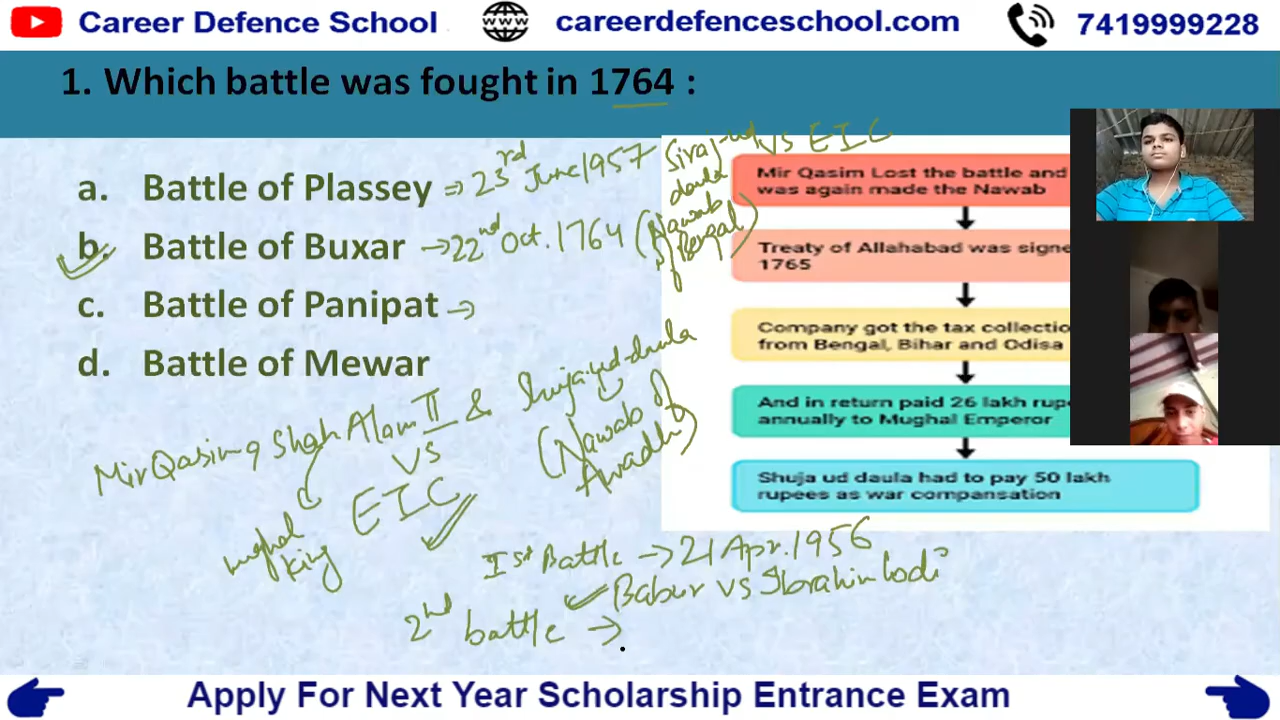 Career Defence School
careerdefenceschool.com
7419999228
1. Which battle was fought in 1764 :
a. Battle of Plassey → 23rd June 1957
Siraj-ud
daula
VS EIC
(Nawab
of Bengal)
b. Battle of Buxar → 22nd Oct. 1764
c. Battle of Panipat →
d. Battle of Mewar
Mir Qasim, Shah Alam II & Shuja-ud-daula
(Nawab of
Awadh)
VS
EIC
mughal
king
Ist Battle → 21 Apr. 1956
Babur VS Ibrahim lodi
2nd battle →
Mir Qasim Lost the battle and
was again made the Nawab
Treaty of Allahabad was signe
1765
Company got the tax collectio
from Bengal, Bihar and Odisa
And in return paid 26 lakh rup
annually to Mughal Emperor
Shuja ud daula had to pay 50 lakh
rupees as war compansation
Apply For Next Year Scholarship Entrance Exam